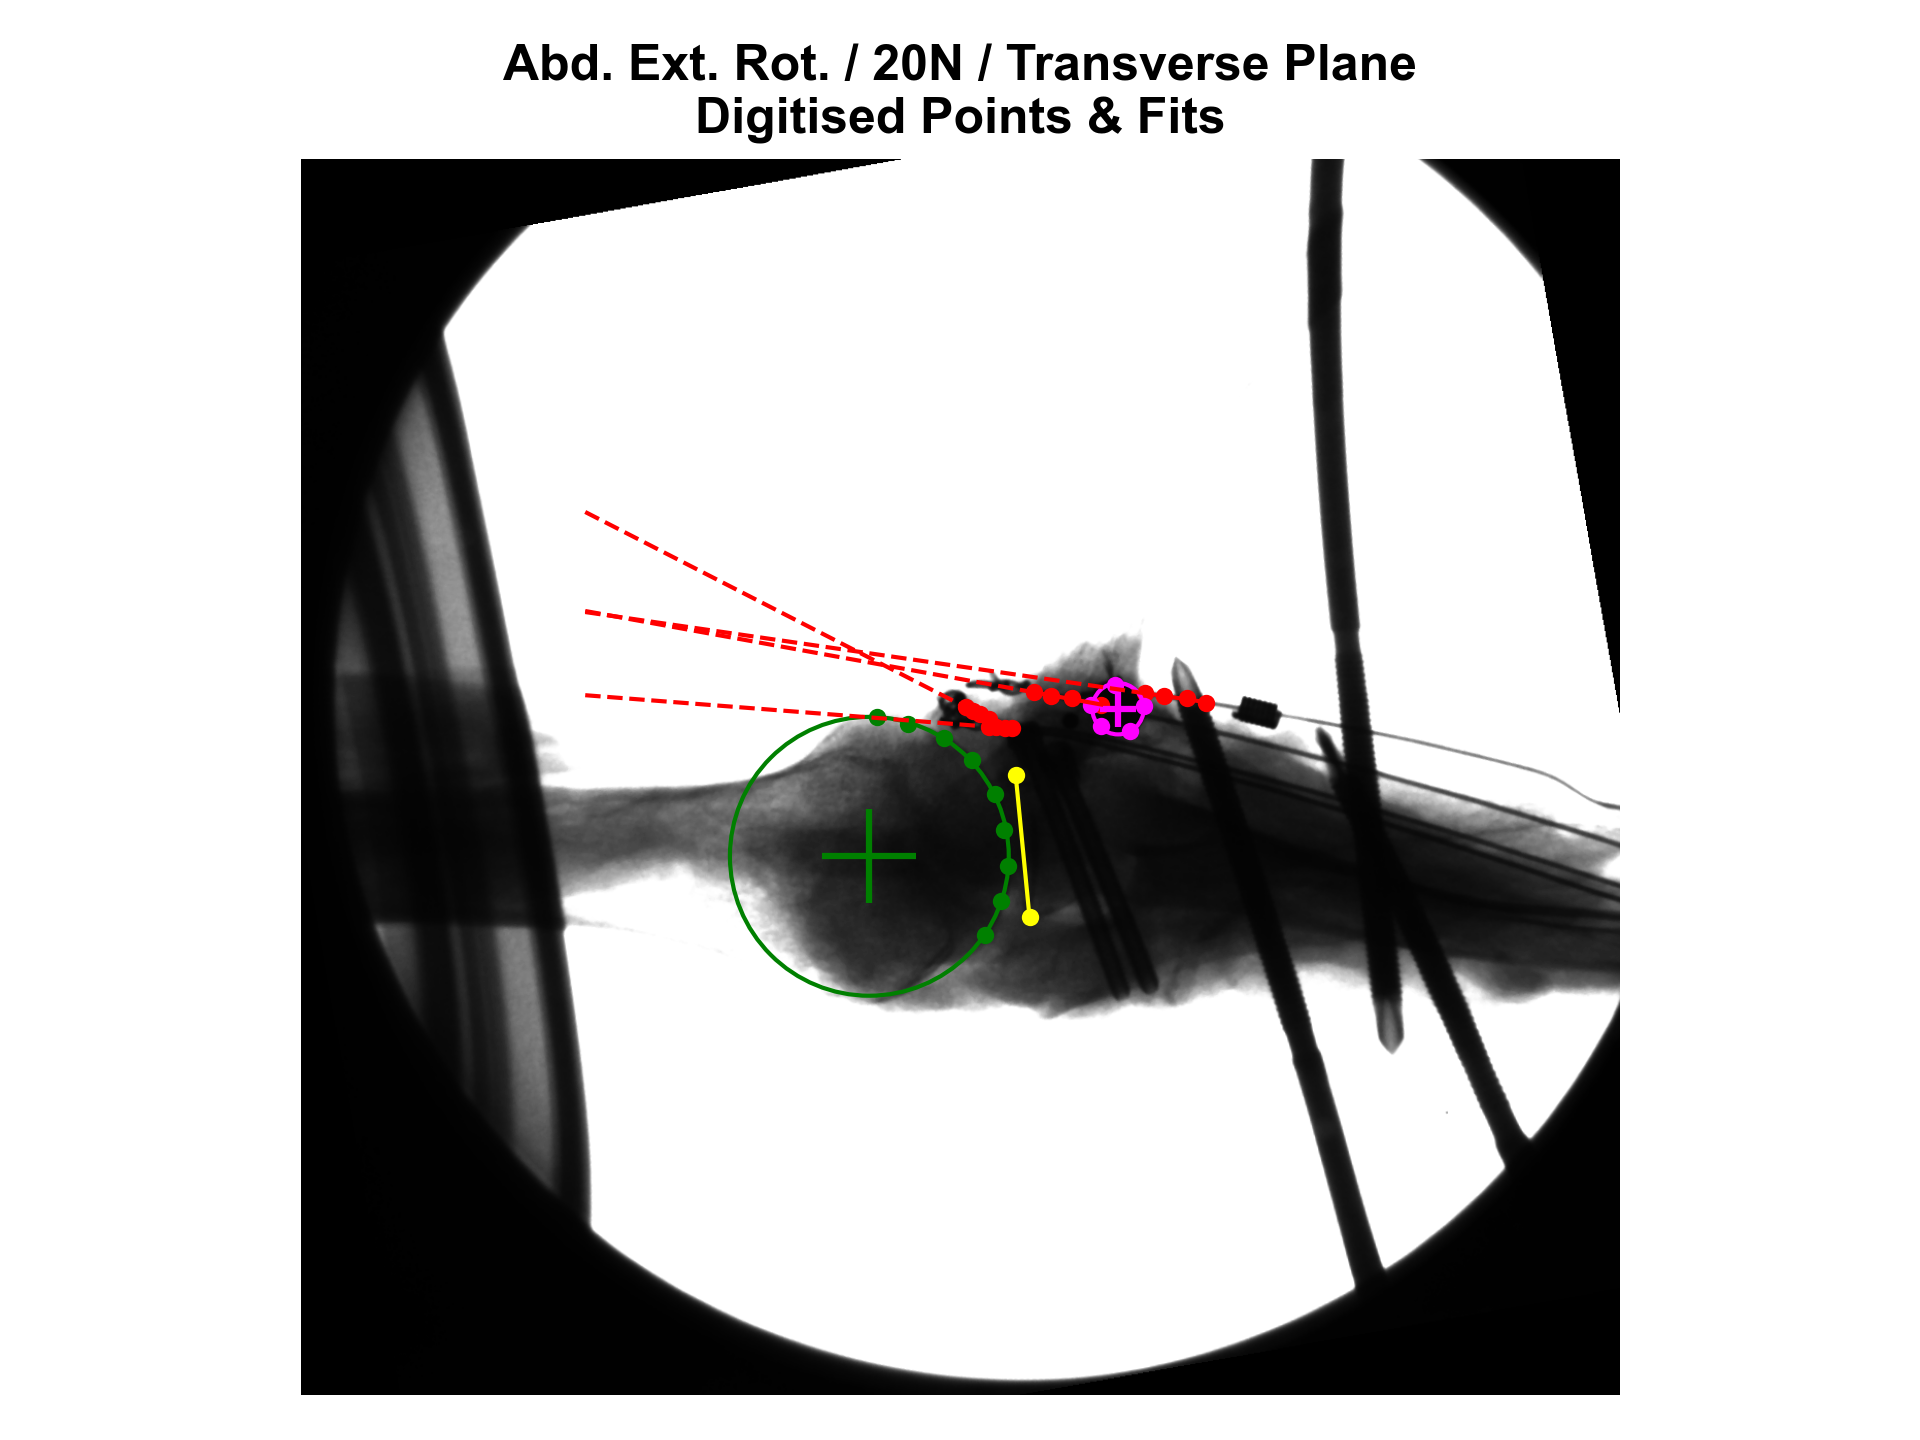 Abd. Ext. Rot. / 20N / Transverse Plane
Digitised Points & Fits